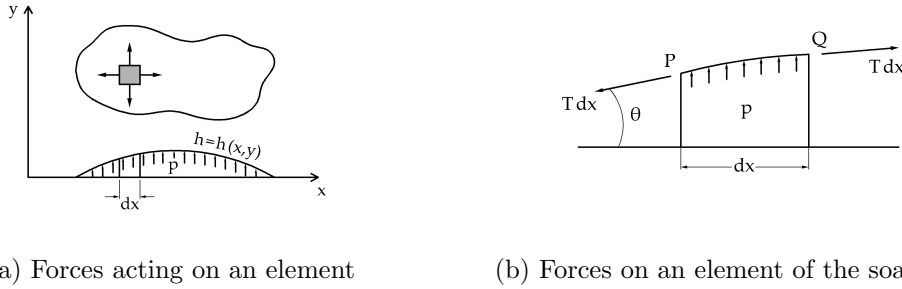 y
h=h(x,y)
p
x
dx
Q
P
T dx
T dx
θ
p
dx
a) Forces acting on an element
(b) Forces on an element of the soa